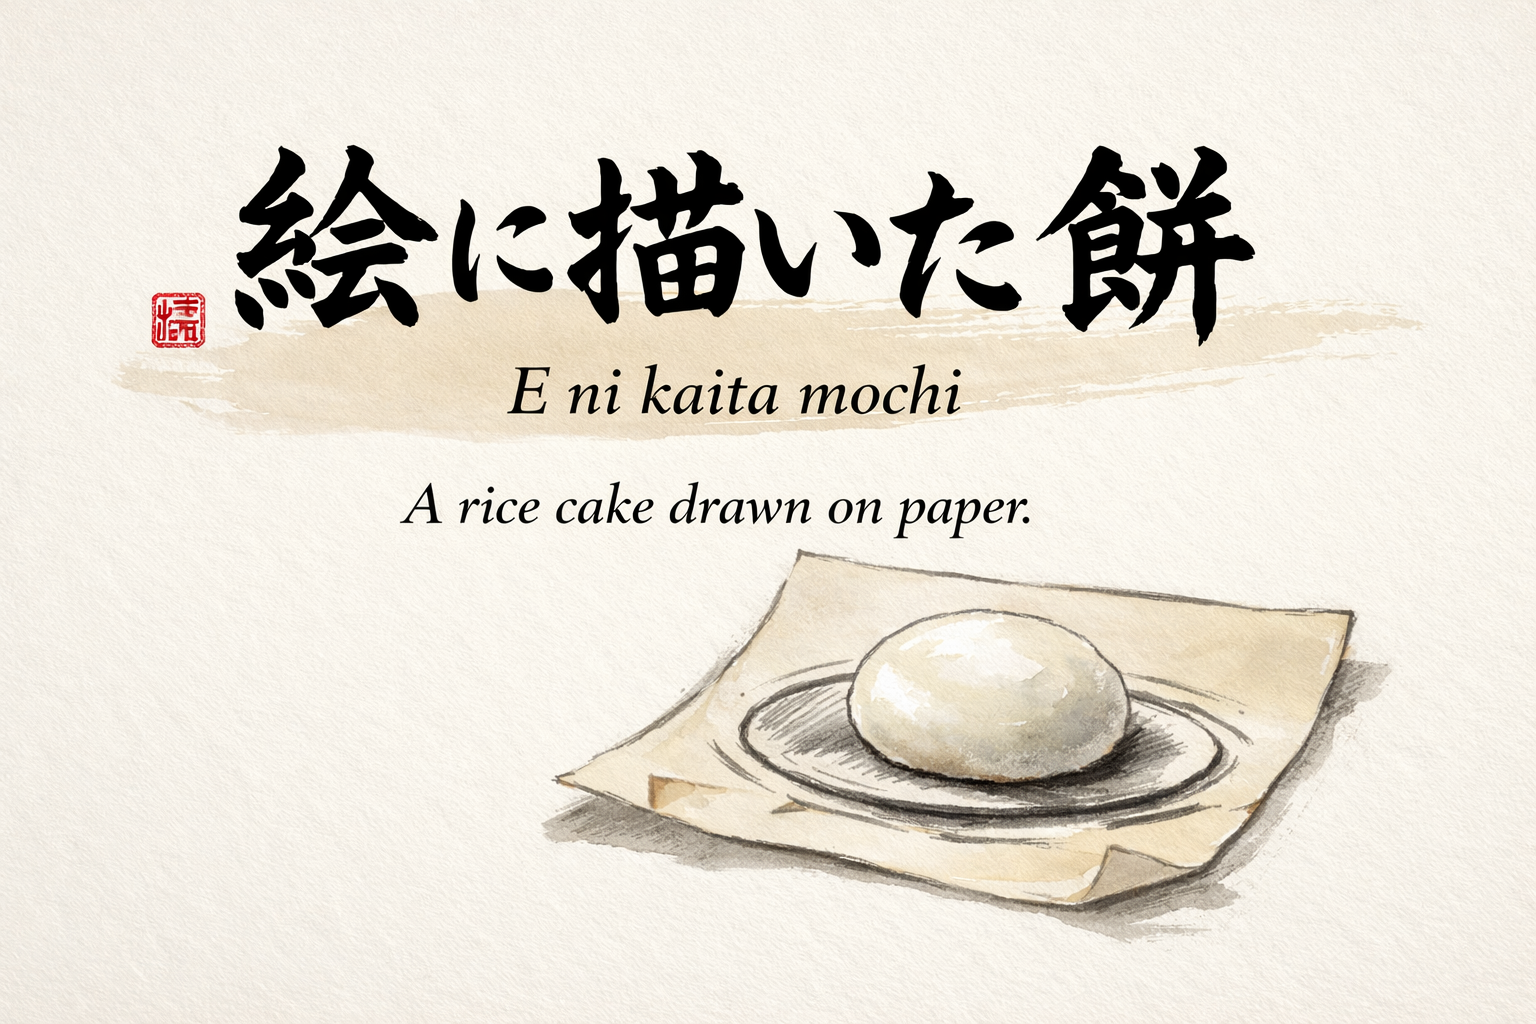 絵に描いた餅
E ni kaita mochi
A rice cake drawn on paper.